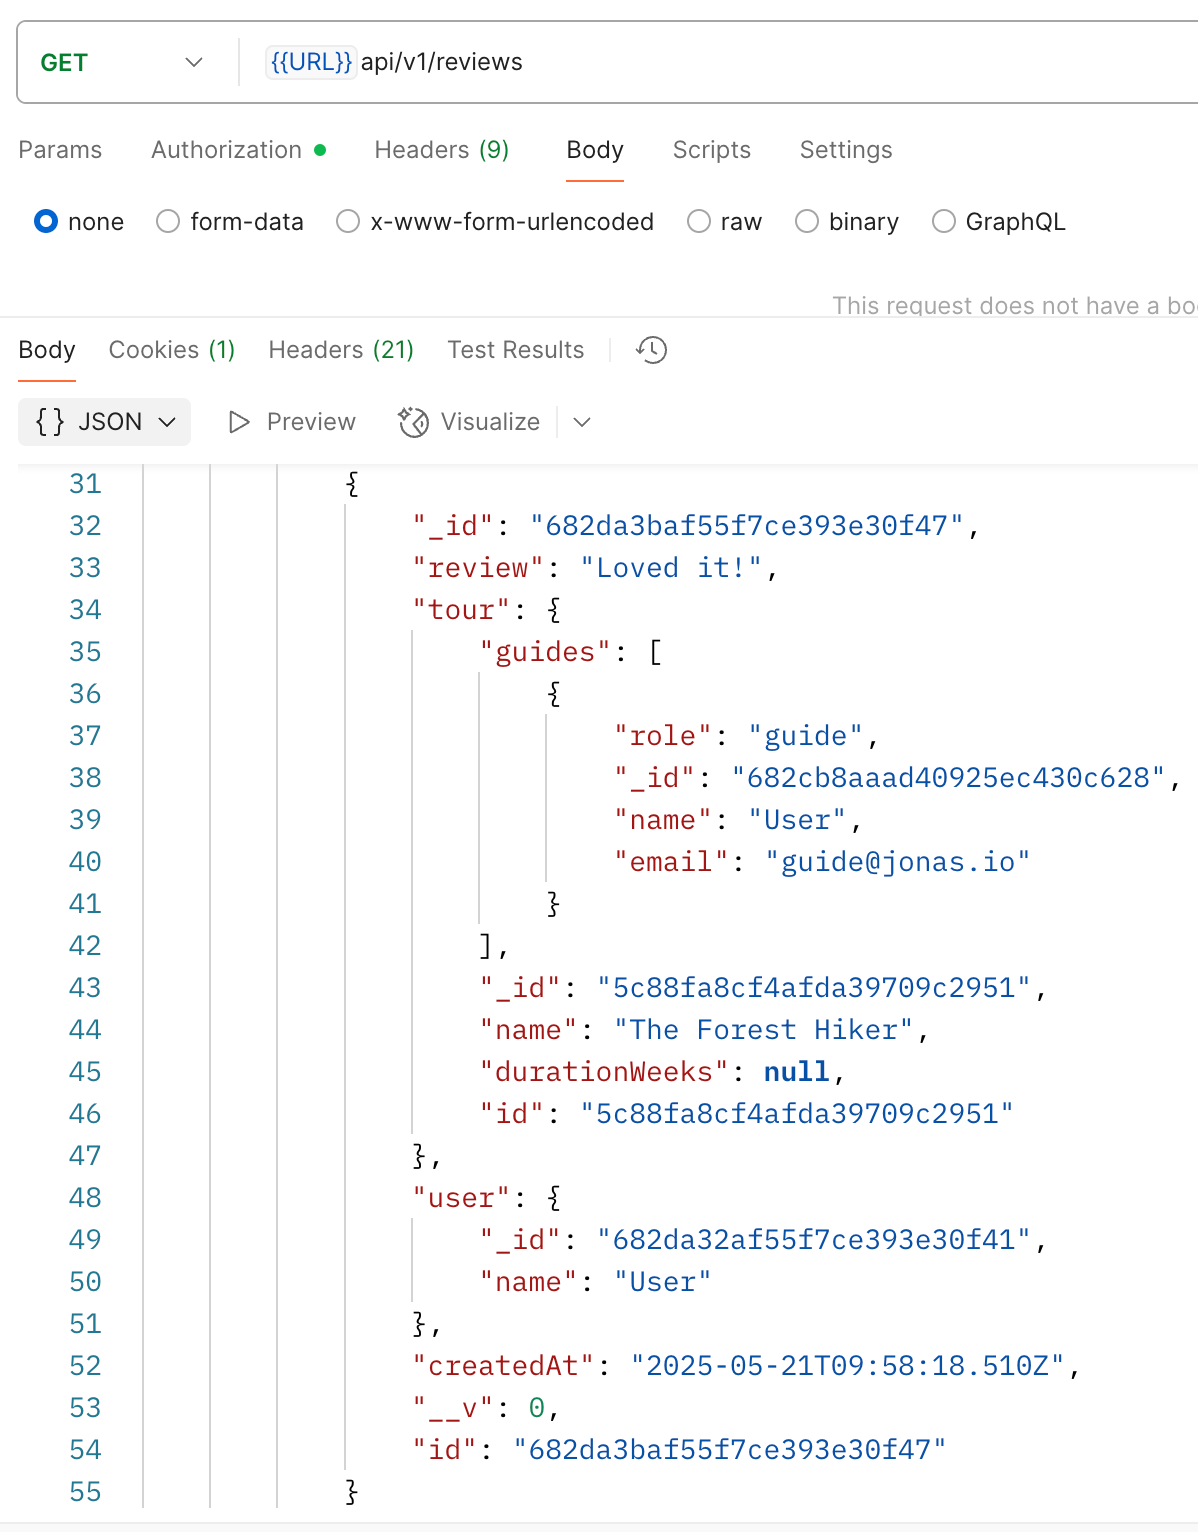 GET {{URL}} api/v1/reviews
Params Authorization Headers (9) Body Scripts Settings
none form-data x-www-form-urlencoded raw binary GraphQL
This request does not have a bo
Body Cookies (1) Headers (21) Test Results
{} JSON Preview Visualize
31 {
32 "_id": "682da3baf55f7ce393e30f47",
33 "review": "Loved it!",
34 "tour": {
35 "guides": [
36 {
37 "role": "guide",
38 "_id": "682cb8aaad40925ec430c628",
39 "name": "User",
40 "email": "guide@jonas.io"
41 }
42 ],
43 "_id": "5c88fa8cf4afda39709c2951",
44 "name": "The Forest Hiker",
45 "durationWeeks": null,
46 "id": "5c88fa8cf4afda39709c2951"
47 },
48 "user": {
49 "_id": "682da32af55f7ce393e30f41",
50 "name": "User"
51 },
52 "createdAt": "2025-05-21T09:58:18.510Z",
53 "__v": 0,
54 "id": "682da3baf55f7ce393e30f47"
55 }